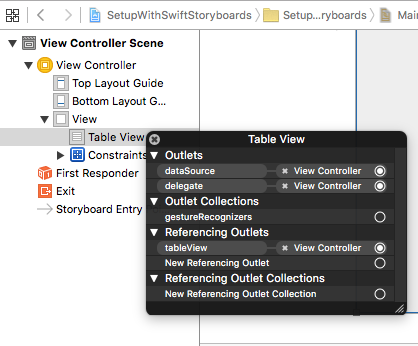 SetupWithSwiftStoryboards
Setup...ryboards
Main
View Controller Scene
View Controller
Top Layout Guide
Bottom Layout G...
View
Table View
Constraints
First Responder
Exit
Storyboard Entry
Table View
Outlets
dataSource View Controller
delegate View Controller
Outlet Collections
gestureRecognizers
Referencing Outlets
tableView View Controller
New Referencing Outlet
Referencing Outlet Collections
New Referencing Outlet Collection